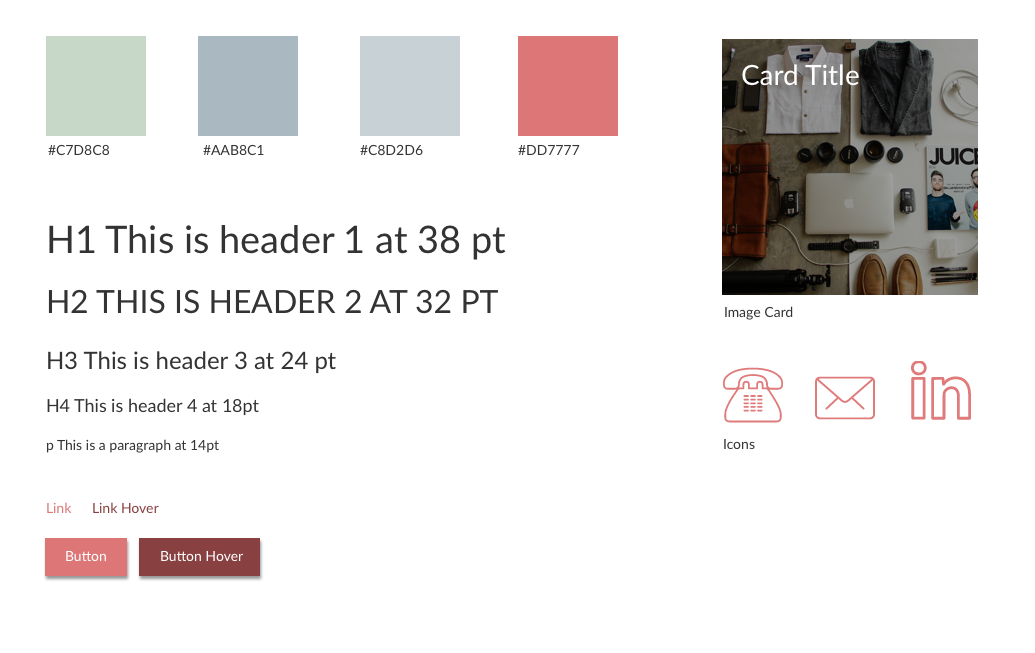 #C7D8C8
#AAB8C1
#C8D2D6
#DD7777
H1 This is header 1 at 38 pt
H2 THIS IS HEADER 2 AT 32 PT
H3 This is header 3 at 24 pt
H4 This is header 4 at 18pt
p This is a paragraph at 14pt
Link
Link Hover
Button
Button Hover
Card Title
JUICE
Image Card
in
Icons